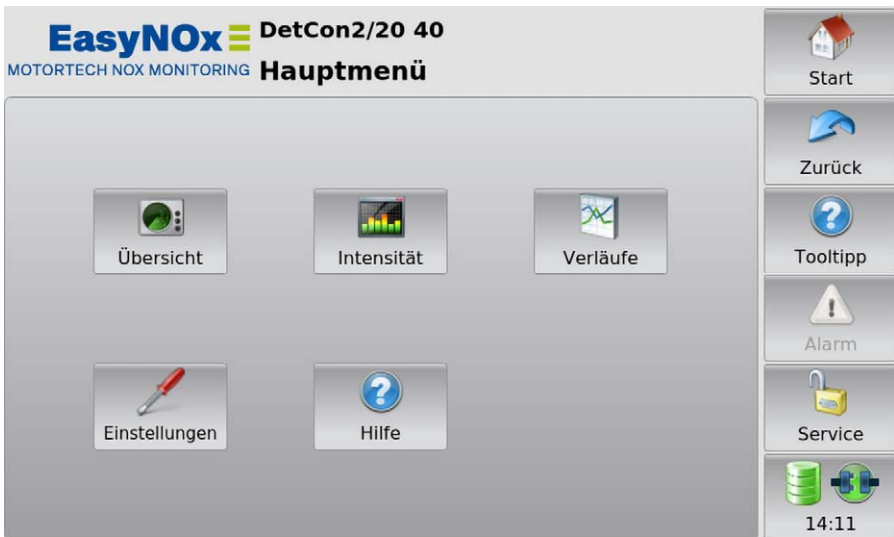 EasyNOx
MOTORTECH NOX MONITORING
DetCon2/20 40
Hauptmenü
Übersicht
Intensität
Verläufe
Einstellungen
Hilfe
Start
Zurück
Tooltipp
Alarm
Service
14:11